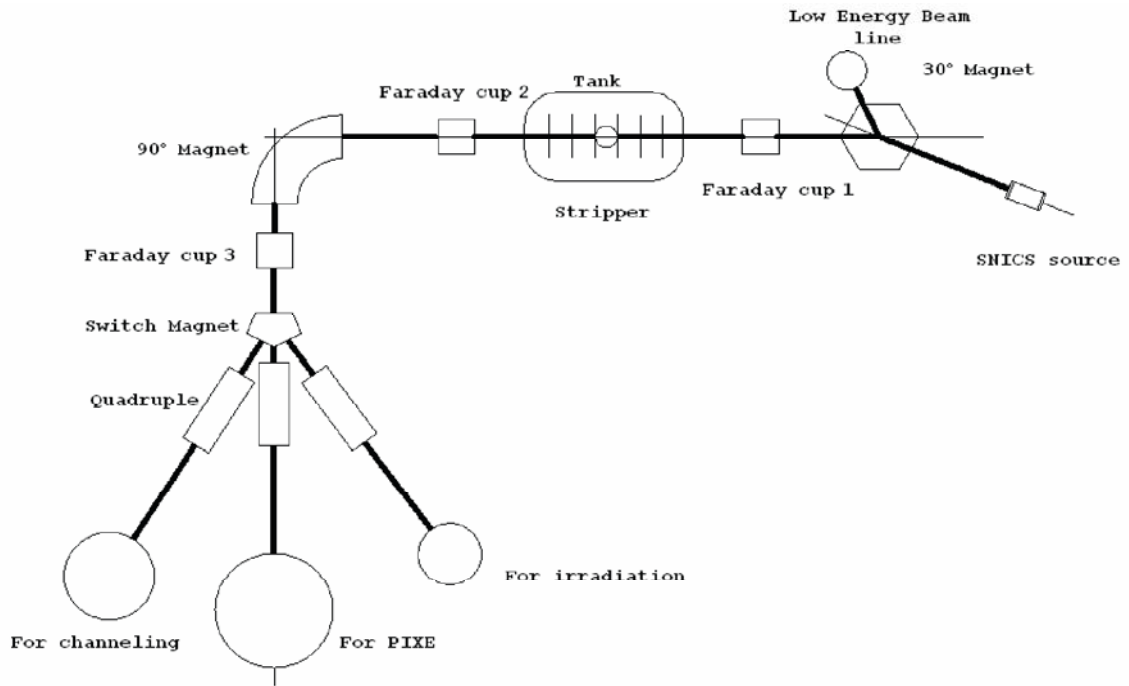 Low Energy Beam
line
30° Magnet
Tank
Faraday cup 2
90° Magnet
Faraday cup 1
Stripper
SNICS source
Faraday cup 3
Switch Magnet
Quadruple
For irradiation
For channeling
For PIXE